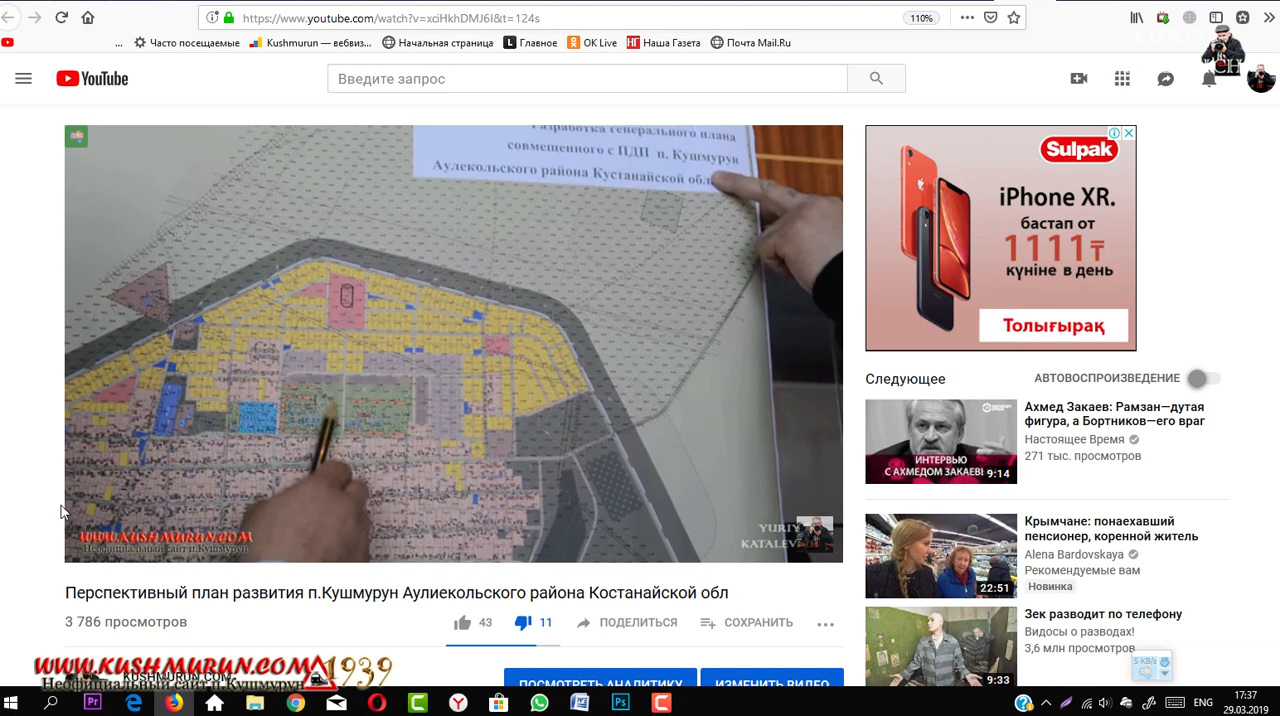 https://www.youtube.com/watch?v=xciHkhDMJ6I&t=124s
110%
...
Часто посещаемые
Kushmurun — вебвиз...
Начальная страница
Главное
OK Live
Наша Газета
Почта Mail.Ru
YouTube
Введите запрос
Разработка генерального плана
совмещенного с ПДП п. Кушмурун
Аулекольского района Кустанайской обл
WWW.KUSHMURUN.COM
Неофициальный сайт п.Кушмурун
YURIY
KATALEV
Sulpak
iPhone XR.
бастап от
1111₸
күніне в день
Толығырақ
Следующее
АВТОВОСПРОИЗВЕДЕНИЕ
Ахмед Закаев: Рамзан—дутая
фигура, а Бортников—его враг
Настоящее Время
271 тыс. просмотров
ИНТЕРВЬЮ
С АХМЕДОМ ЗАКАЕВЫМ
9:14
Крымчане: понаехавший
пенсионер, коренной житель
Alena Bardovskaya
Рекомендуемые вам
Новинка
22:51
Зек разводит по телефону
Видосы о разводах!
3,6 млн просмотров
9:33
Перспективный план развития п.Кушмурун Аулиекольского района Костанайской обл
3 786 просмотров
43
11
ПОДЕЛИТЬСЯ
СОХРАНИТЬ
WWW.KUSHMURUN.COM
1939
KUSHMURUN.COM
Неофициальный сайт п.Кушмурун
ПОСМОТРЕТЬ АНАЛИТИКУ
ИЗМЕНИТЬ ВИДЕО
5 KB/s
ENG
17:37
29.03.2019